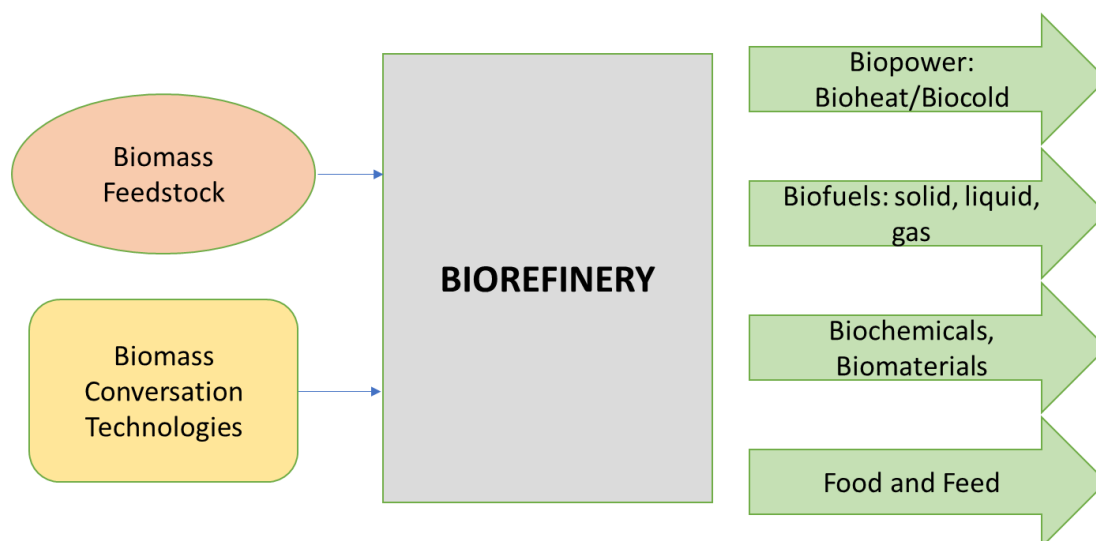 Biomass
Feedstock
Biomass
Conversation
Technologies
BIOREFINERY
Biopower:
Bioheat/Biocold
Biofuels: solid, liquid,
gas
Biochemicals,
Biomaterials
Food and Feed